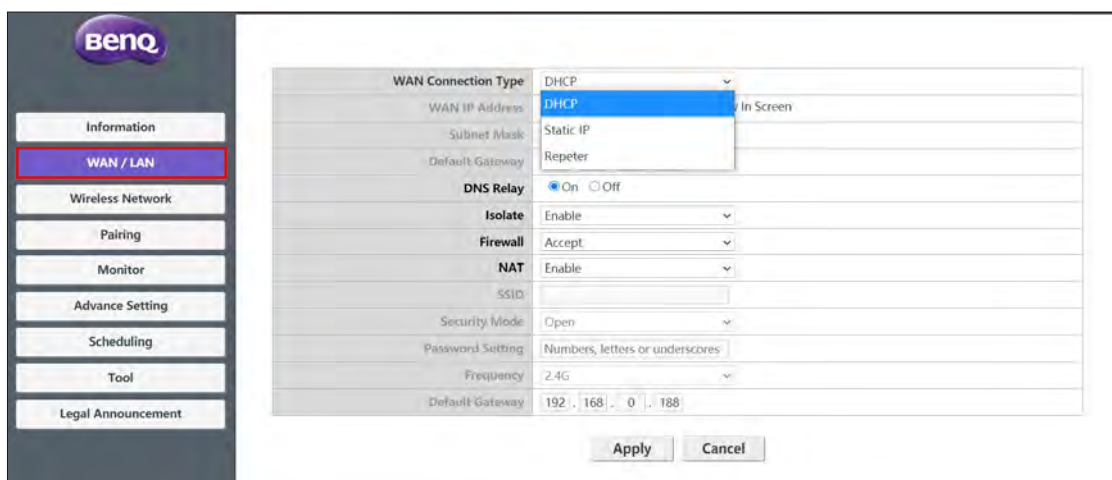 BenQ
Information
WAN / LAN
Wireless Network
Pairing
Monitor
Advance Setting
Scheduling
Tool
Legal Announcement
WAN Connection Type DHCP
WAN IP Address DHCP In Screen
Subnet Mask Static IP
Default Gateway Repeter
DNS Relay On Off
Isolate Enable
Firewall Accept
NAT Enable
SSID
Security Mode Open
Password Setting Numbers, letters or underscores
Frequency 2.4G
Default Gateway 192 . 168 . 0 . 188
Apply Cancel